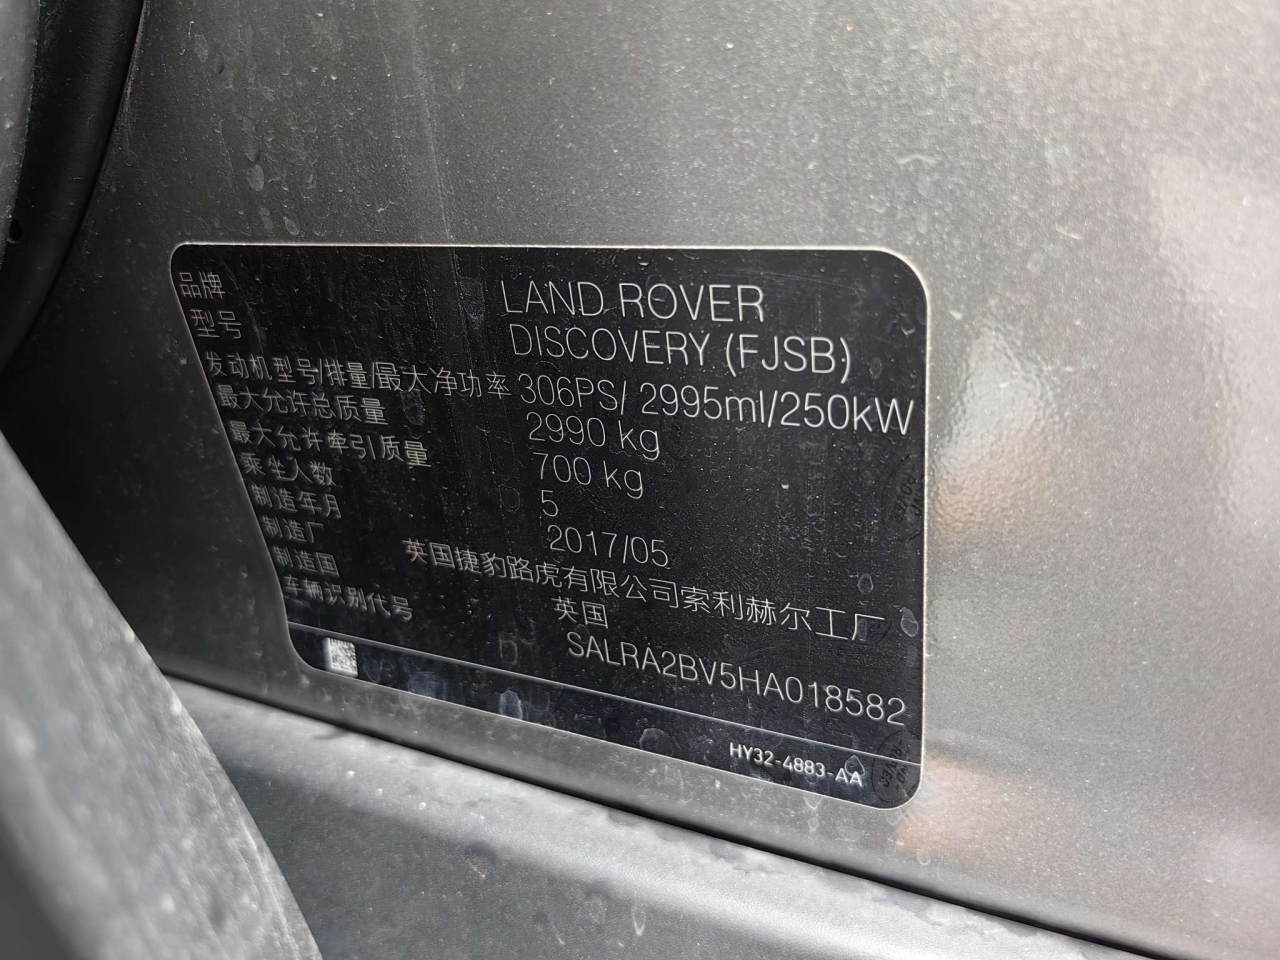 品牌 LAND ROVER
型号 DISCOVERY (FJSB)
发动机型号/排量/最大净功率 306PS/ 2995ml/250kW
最大允许总质量 2990 kg
最大允许牵引质量 700 kg
乘坐人数 5
制造年月 2017/05
制造厂 英国捷豹路虎有限公司索利赫尔工厂
制造国 英国
车辆识别代号 SALRA2BV5HA018582
HY32-4883-AA